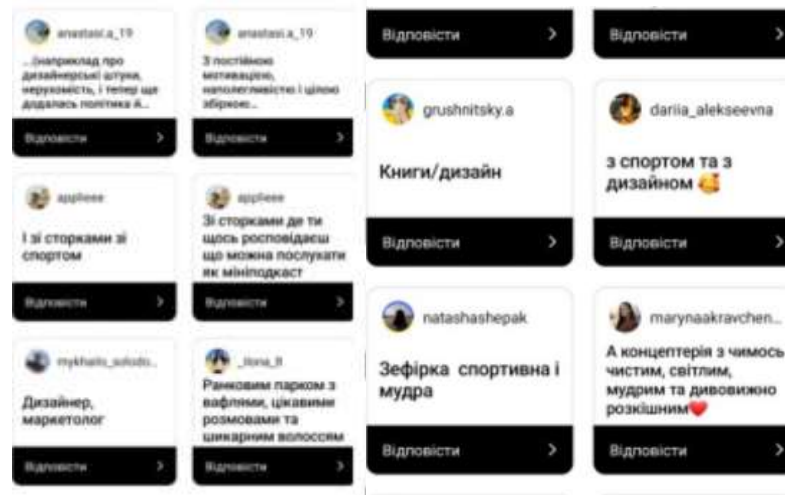 anastasi.a_19
...(наприклад про
дизайнерські штуки,
нерухомість, і тепер ще
додалась політика й...
Відповісти
anastasi.a_19
З постійною
мотивацією,
наполегливістю і цілою
збіркою...
Відповісти
applieee
І зі сторками зі
спортом
Відповісти
applieee
Зі сторками де ти
щось росповідаєш
що можна послухати
як мініподкаст
Відповісти
Дизайнер,
маркетолог
Відповісти
Ранковим парком з
вафлями, цікавими
розмовами та
шикарним волоссям
Відповісти
Відповісти
Відповісти
grushnitsky.a
Книги/дизайн
Відповісти
dariia_alekseevna
з спортом та з
дизайном 🥰
Відповісти
natashashepak
Зефірка спортивна і
мудра
Відповісти
marynaakravchen...
А концептерія з чимось
чистим, світлим,
мудрим та дивовижно
розкішним❤️
Відповісти